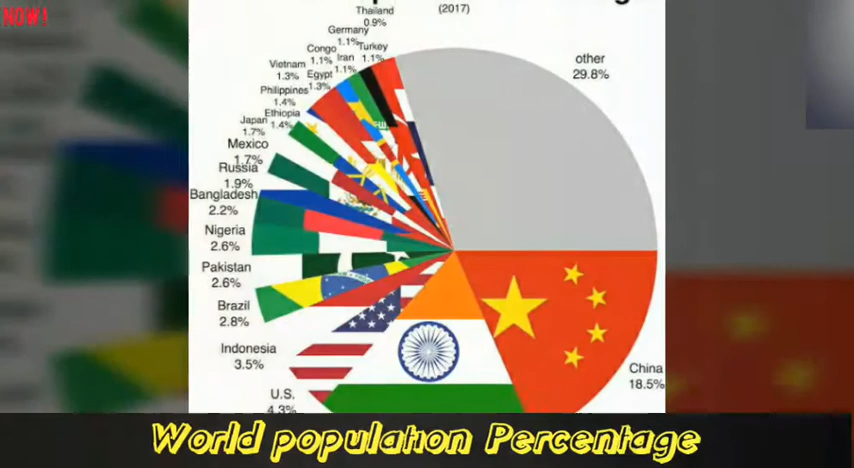 NOW!
(2017)
Thailand
0.9%
Germany
1.1%
Turkey
1.1%
Congo
1.1%
Iran
1.1%
Vietnam
1.3%
Egypt
1.3%
Philippines
1.4%
Ethiopia
1.4%
Japan
1.7%
Mexico
1.7%
Russia
1.9%
Bangladesh
2.2%
Nigeria
2.6%
Pakistan
2.6%
Brazil
2.8%
Indonesia
3.5%
U.S.
4.3%
other
29.8%
China
18.5%
World population Percentage